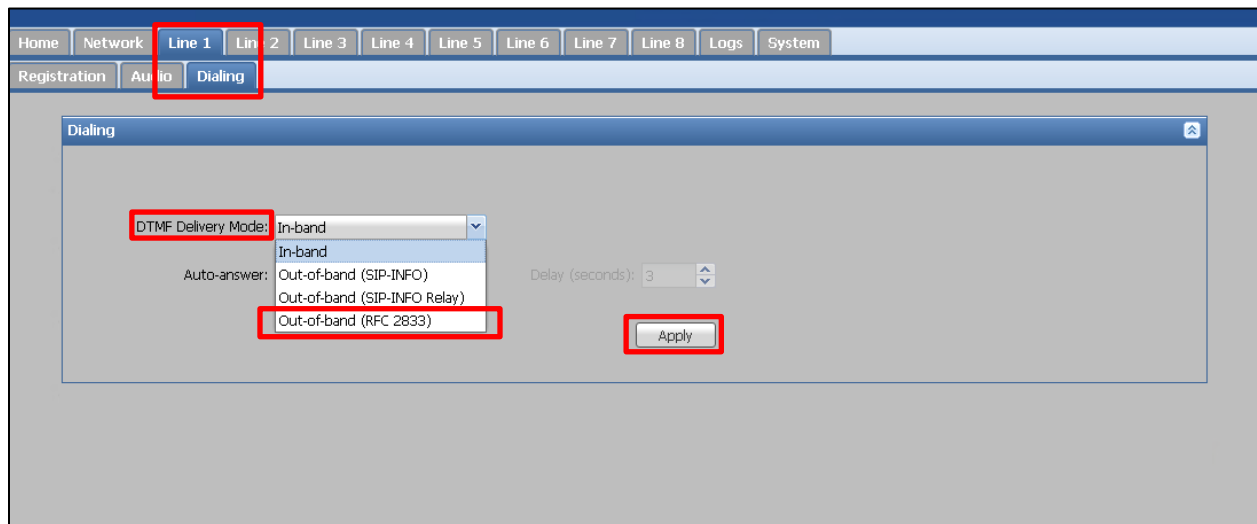 Home Network Line 1 Line 2 Line 3 Line 4 Line 5 Line 6 Line 7 Line 8 Logs System
Registration Audio Dialing
Dialing
DTMF Delivery Mode: In-band
In-band
Auto-answer: Out-of-band (SIP-INFO) Delay (seconds): 3
Out-of-band (SIP-INFO Relay)
Out-of-band (RFC 2833)
Apply